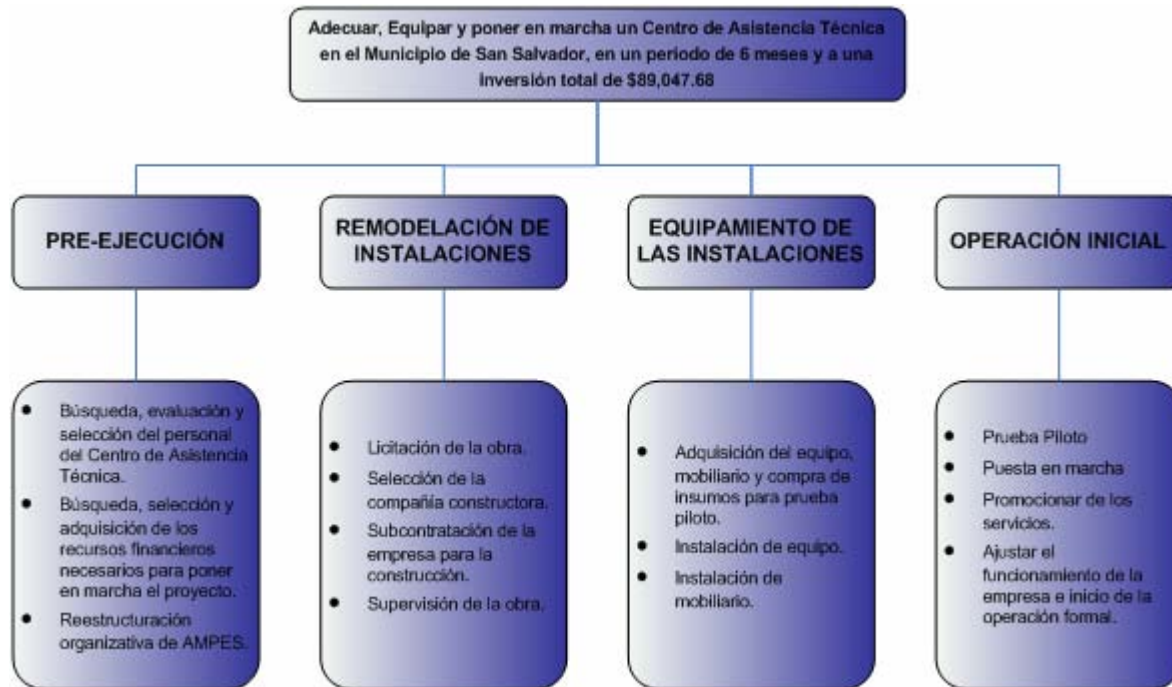 Adecuar, Equipar y poner en marcha un Centro de Asistencia Técnica
en el Municipio de San Salvador, en un periodo de 6 meses y a una
inversión total de $89,047.68
PRE-EJECUCIÓN
REMODELACIÓN DE
INSTALACIONES
EQUIPAMIENTO DE
LAS INSTALACIONES
OPERACIÓN INICIAL
• Búsqueda, evaluación y
selección del personal
del Centro de Asistencia
Técnica.
• Búsqueda, selección y
adquisición de los
recursos financieros
necesarios para poner
en marcha el proyecto.
• Reestructuración
organizativa de AMPES.
• Licitación de la obra.
• Selección de la
compañía constructora.
• Subcontratación de la
empresa para la
construcción.
• Supervisión de la obra.
• Adquisición del equipo,
mobiliario y compra de
insumos para prueba
piloto.
• Instalación de equipo.
• Instalación de
mobiliario.
• Prueba Piloto
• Puesta en marcha
• Promocionar de los
servicios.
• Ajustar el
funcionamiento de la
empresa e inicio de la
operación formal.